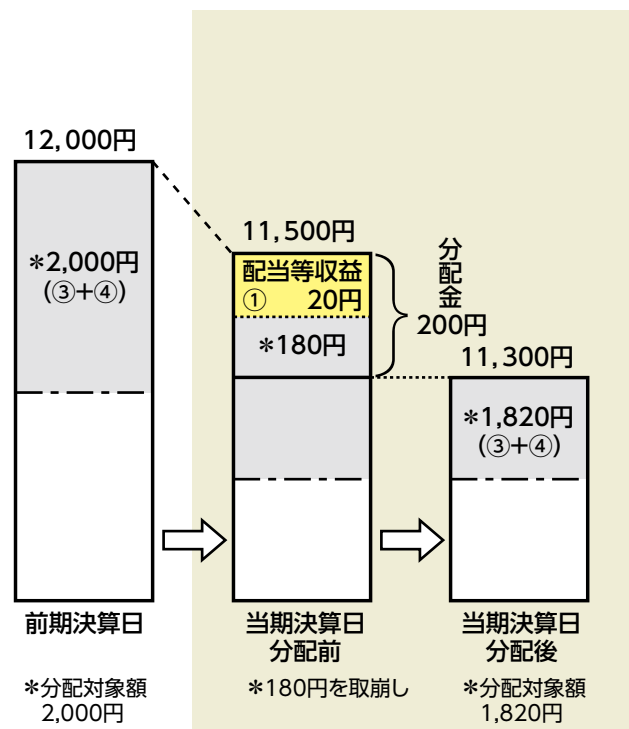 12,000円
*2,000円
(③+④)
前期決算日
*分配対象額
2,000円
11,500円
配当等収益
① 20円
*180円
分配金
200円
当期決算日
分配前
*180円を取崩し
11,300円
*1,820円
(③+④)
当期決算日
分配後
*分配対象額
1,820円